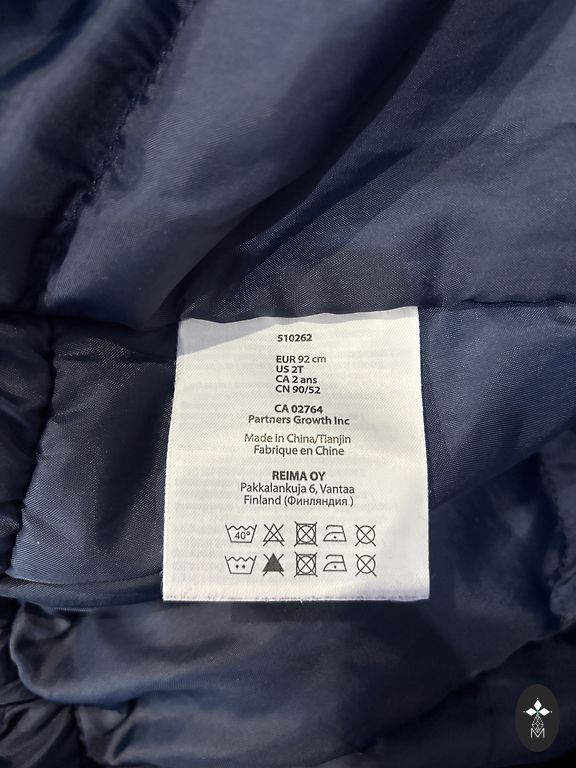 510262
EUR 92 cm
US 2T
CA 2 ans
CN 90/52
CA 02764
Partners Growth Inc
Made in China/Tianjin
Fabrique en Chine
REIMA OY
Pakkalankuja 6, Vantaa
Finland (Финляндия )
40°
M